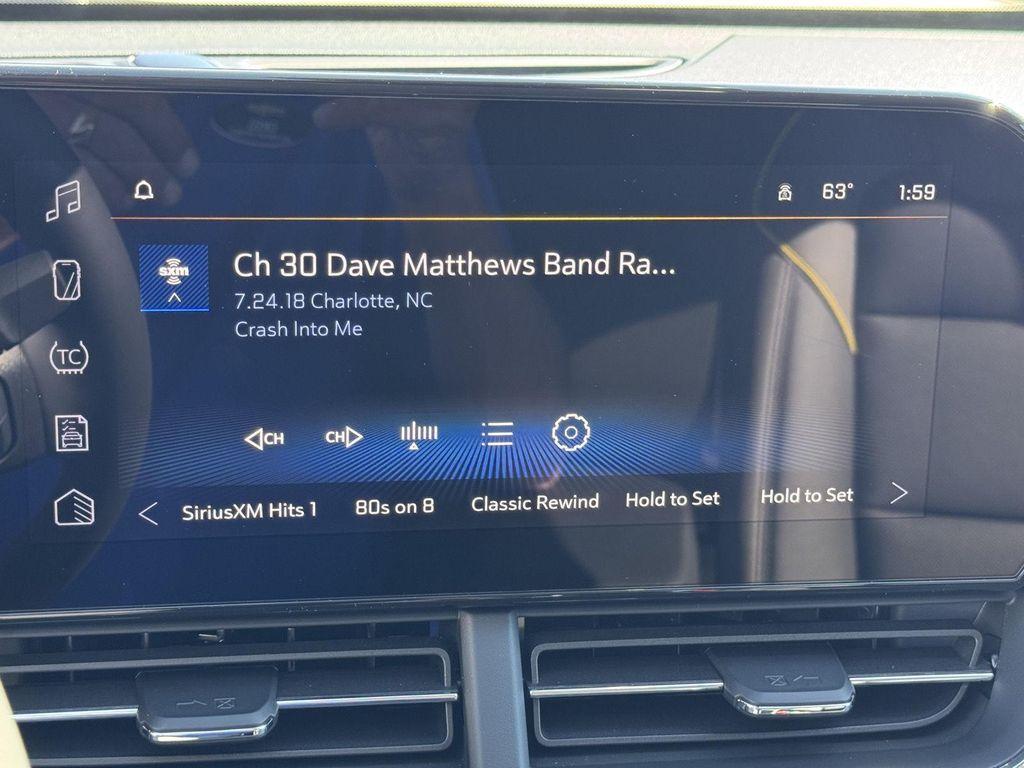 63° 1:59
sxm
Ch 30 Dave Matthews Band Ra...
7.24.18 Charlotte, NC
Crash Into Me
TC
CH CH
SiriusXM Hits 1 80s on 8 Classic Rewind Hold to Set Hold to Set